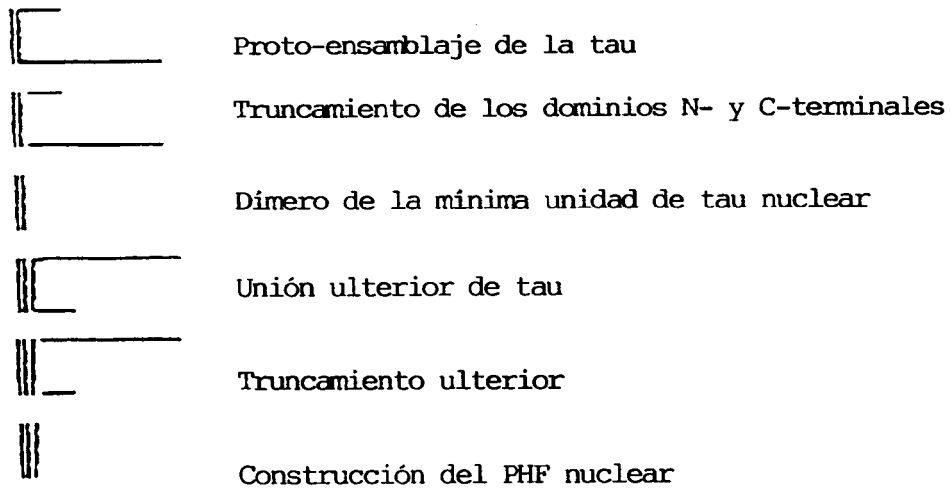 Proto-ensamblaje de la tau
Truncamiento de los dominios N- y C-terminales
Dímero de la mínima unidad de tau nuclear
Unión ulterior de tau
Truncamiento ulterior
Construcción del PHF nuclear